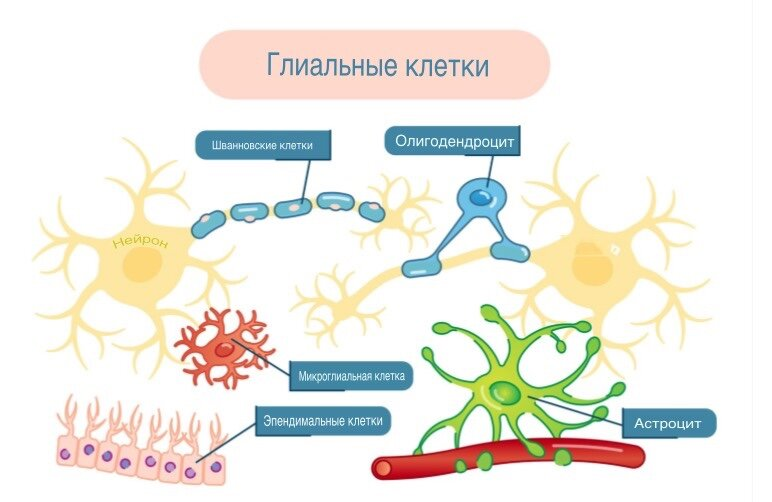 Глиальные клетки
Шванновские клетки
Олигодендроцит
Нейрон
Микроглиальная клетка
Эпендимальные клетки
Астроцит